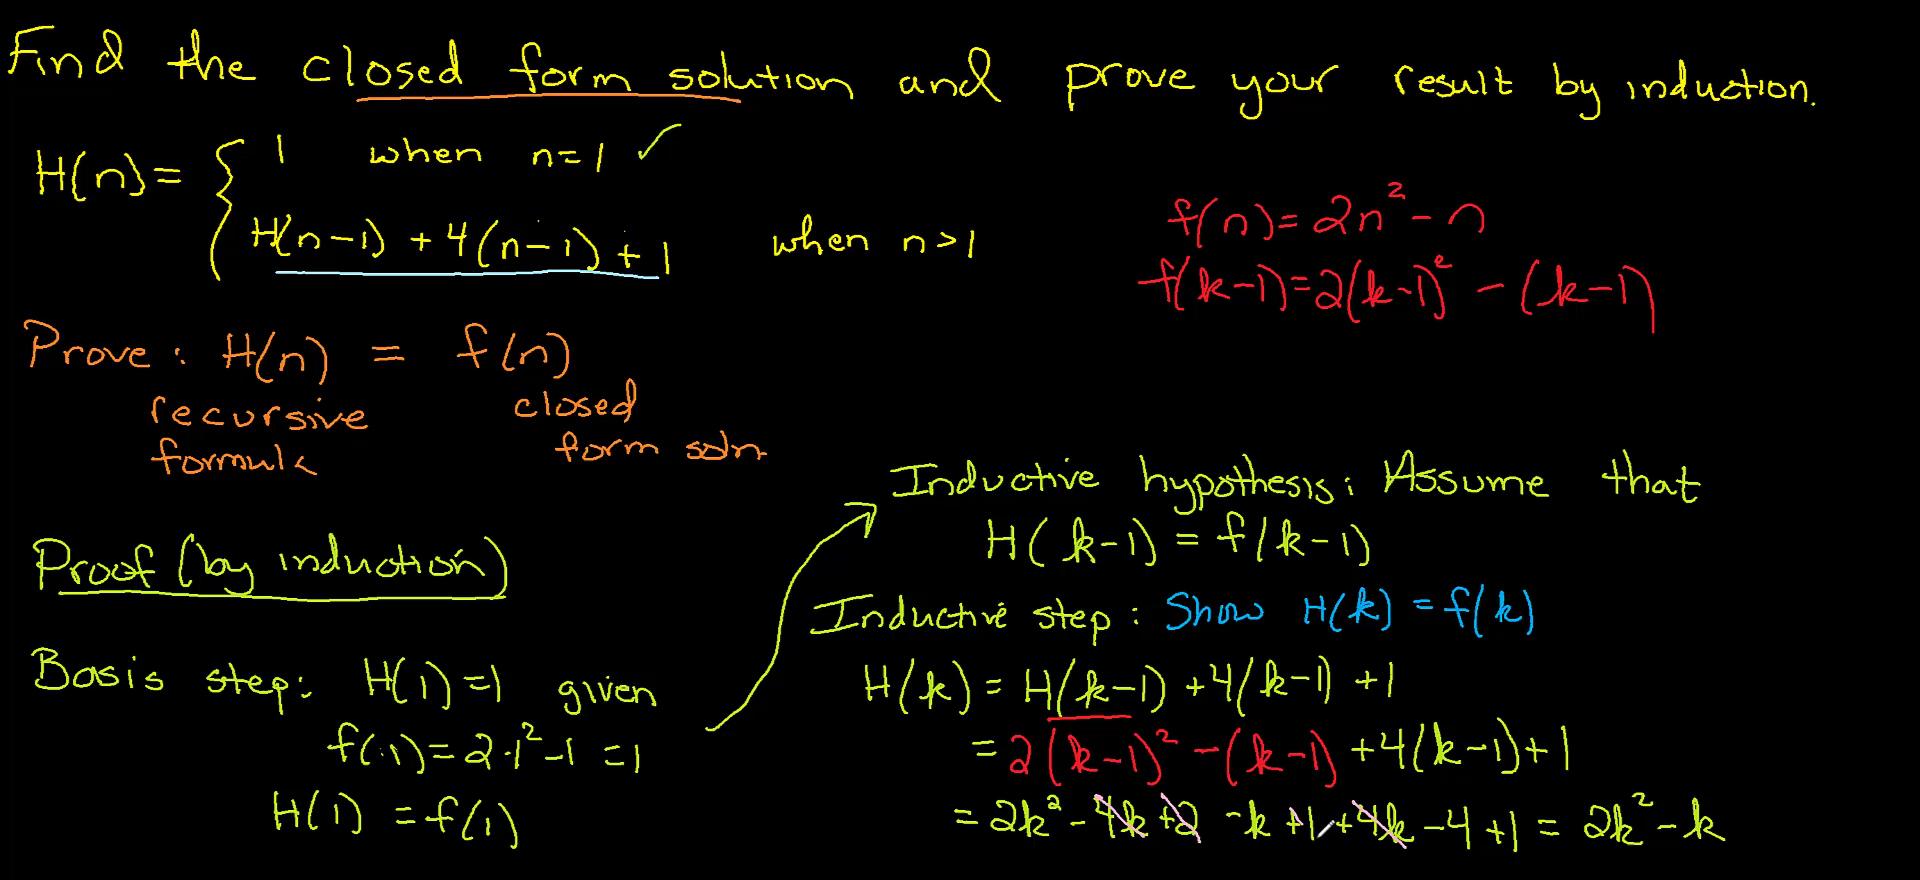 Find the closed form solution and prove your result by induction.
H(n) = { 1 when n=1 ✓
H(n-1) + 4(n-1) + 1 when n>1
f(n) = 2n² - n
f(k-1) = 2(k-1)² - (k-1)
Prove: H(n) = f(n)
recursive formula
closed form soln
Proof (by induction)
Basis step: H(1)=1 given
f(1) = 2·1² - 1 = 1
H(1) = f(1)
Inductive hypothesis: Assume that
H(k-1) = f(k-1)
Inductive step: Show H(k) = f(k)
H(k) = H(k-1) + 4(k-1) + 1
= 2(k-1)² - (k-1) + 4(k-1) + 1
= 2k² - 4k + 2 - k + 1 + 4k - 4 + 1 = 2k² - k